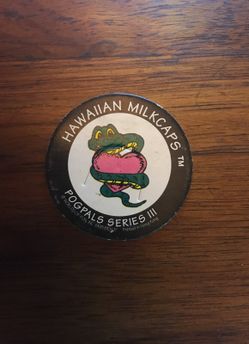 HAWAIIAN MILKCAPS ™
POGPALS SERIES III